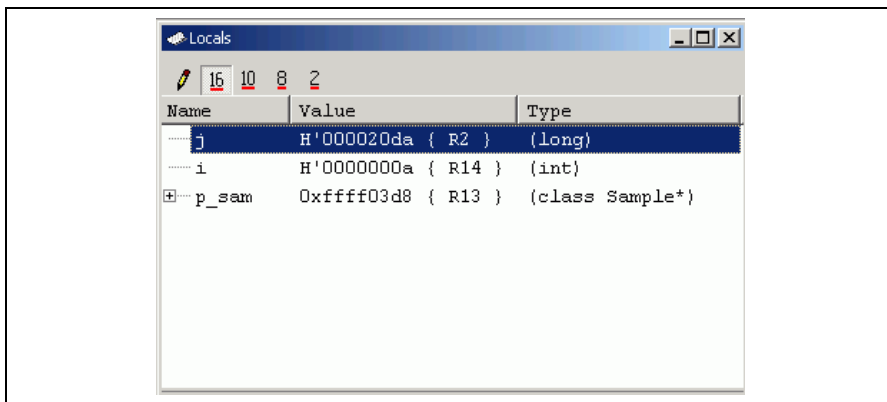 Locals
16 10 8 2
Name Value Type
j H'000020da { R2 } (long)
i H'0000000a { R14 } (int)
p_sam 0xffff03d8 { R13 } (class Sample*)